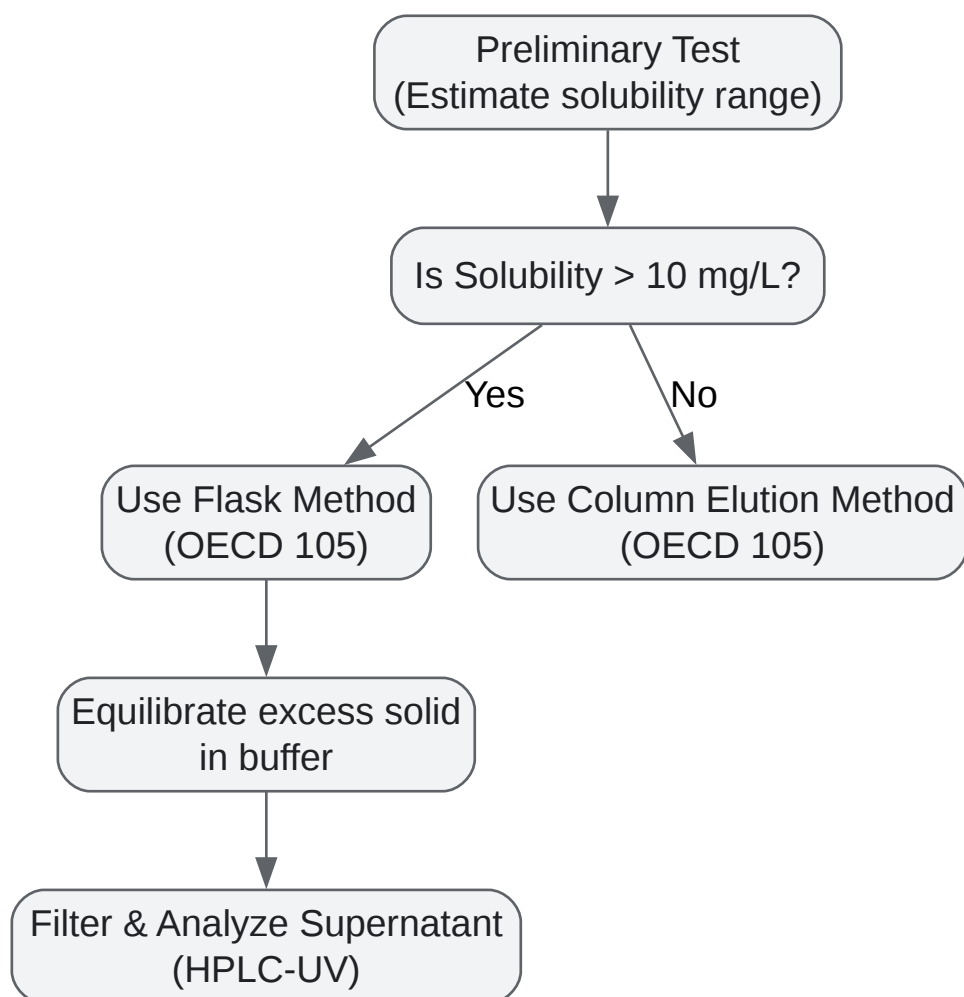 Preliminary Test
(Estimate solubility range)
Is Solubility > 10 mg/L?
Yes
No
Use Flask Method
(OECD 105)
Use Column Elution Method
(OECD 105)
Equilibrate excess solid
in buffer
Filter & Analyze Supernatant
(HPLC-UV)